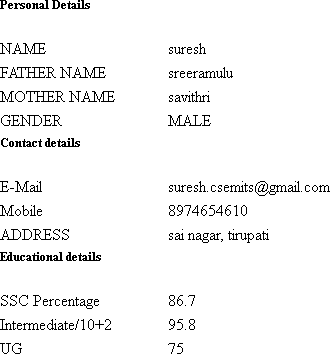 Personal Details
NAME suresh
FATHER NAME sreeramulu
MOTHER NAME savithri
GENDER MALE
Contact details
E-Mail suresh.csemits@gmail.com
Mobile 8974654610
ADDRESS sai nagar, tirupati
Educational details
SSC Percentage 86.7
Intermediate/10+2 95.8
UG 75